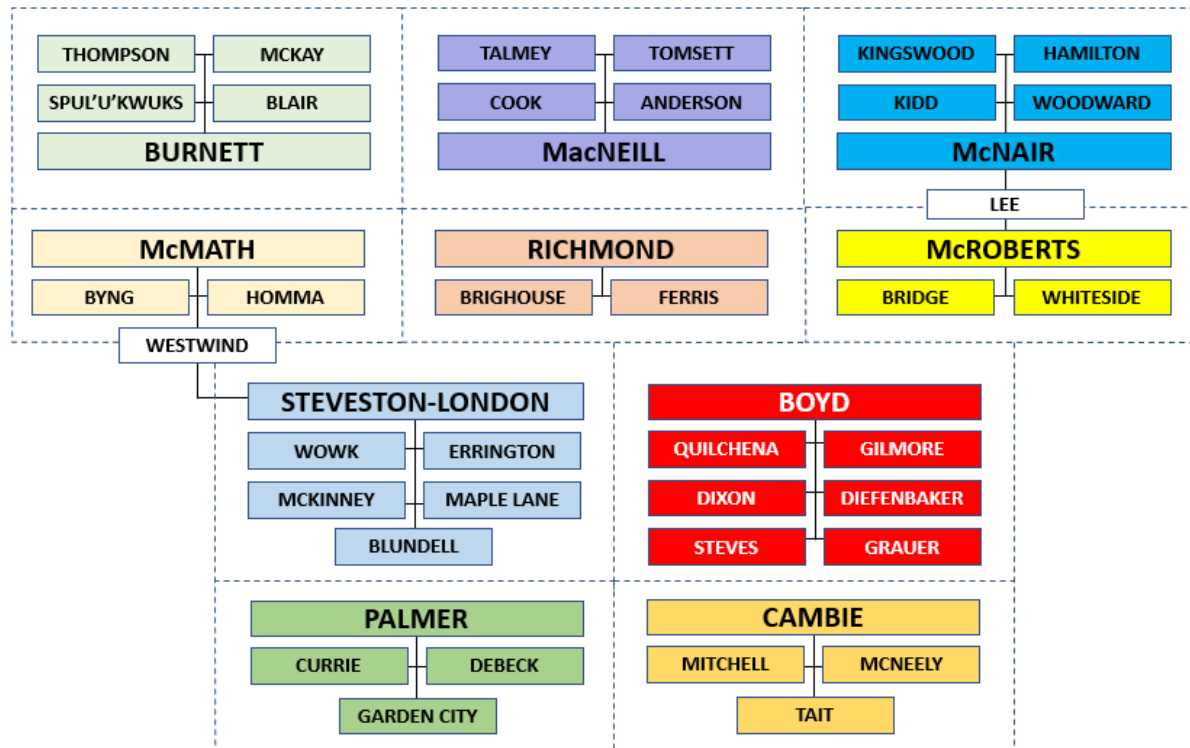 THOMPSON
MCKAY
SPUL'U'KWUKS
BLAIR
BURNETT
TALMEY
TOMSETT
COOK
ANDERSON
MacNEILL
KINGSWOOD
HAMILTON
KIDD
WOODWARD
McNAIR
LEE
McMATH
BYNG
HOMMA
WESTWIND
RICHMOND
BRIGHOUSE
FERRIS
McROBERTS
BRIDGE
WHITESIDE
STEVESTON-LONDON
WOWK
ERRINGTON
MCKINNEY
MAPLE LANE
BLUNDELL
BOYD
QUILCHENA
GILMORE
DIXON
DIEFENBAKER
STEVES
GRAUER
PALMER
CURRIE
DEBECK
GARDEN CITY
CAMBIE
MITCHELL
MCNEELY
TAIT